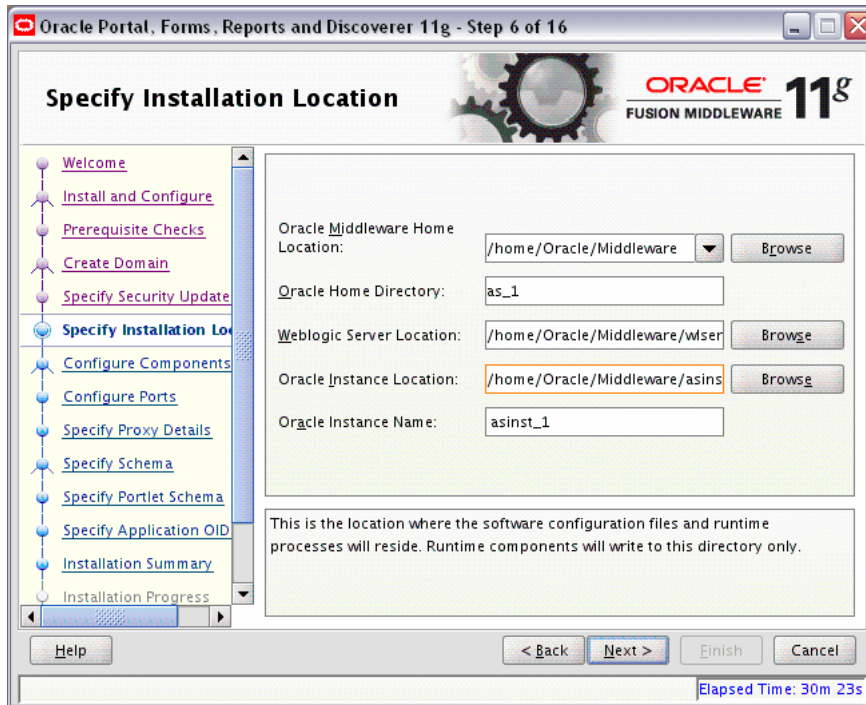 Oracle Portal, Forms, Reports and Discoverer 11g - Step 6 of 16
Specify Installation Location
ORACLE
FUSION MIDDLEWARE 11g
Welcome
Install and Configure
Prerequisite Checks
Create Domain
Specify Security Update
Specify Installation Loc
Configure Components
Configure Ports
Specify Proxy Details
Specify Schema
Specify Portlet Schema
Specify Application OID
Installation Summary
Installation Progress
Oracle Middleware Home
Location:
/home/Oracle/Middleware
Browse
Oracle Home Directory:
as_1
Weblogic Server Location:
/home/Oracle/Middleware/wlser
Browse
Oracle Instance Location:
/home/Oracle/Middleware/asins
Browse
Oracle Instance Name:
asinst_1
This is the location where the software configuration files and runtime
processes will reside. Runtime components will write to this directory only.
Help
< Back
Next >
Finish
Cancel
Elapsed Time: 30m 23s